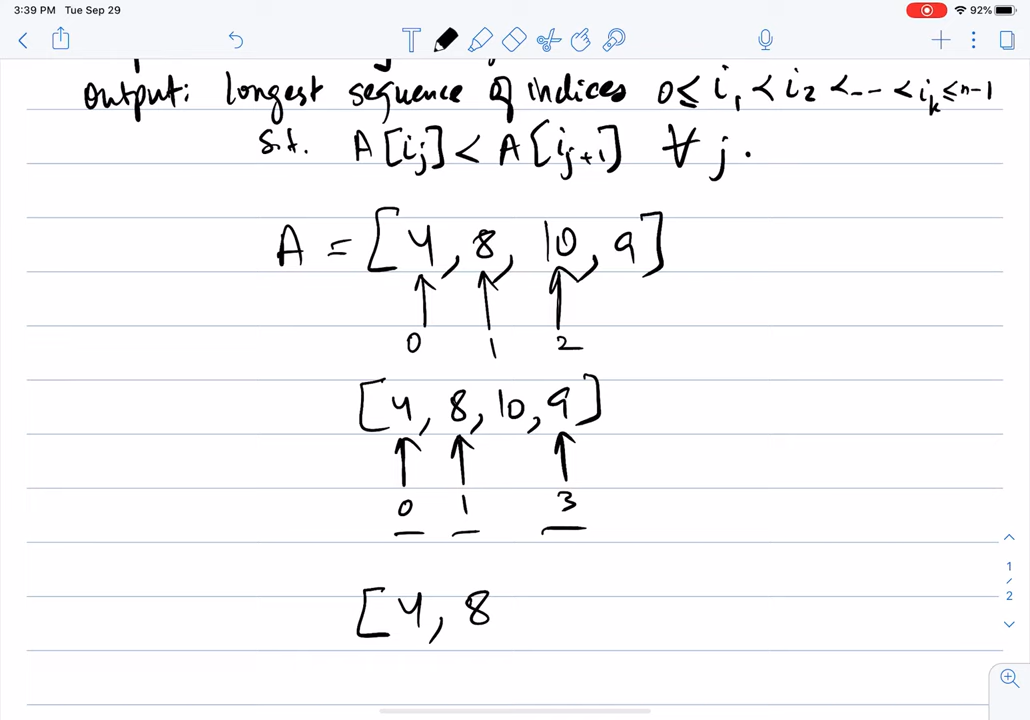 3:39 PM Tue Sep 29
92%
T
output: longest sequence of indices 0 ≤ i₁ < i₂ < -- < iₖ ≤ n-1
s.t. A[iⱼ] < A[iⱼ₊₁] ∀ j.
A = [4, 8, 10, 9]
0 1 2
[4, 8, 10, 9]
0 1 3
[4, 8
1
/
2